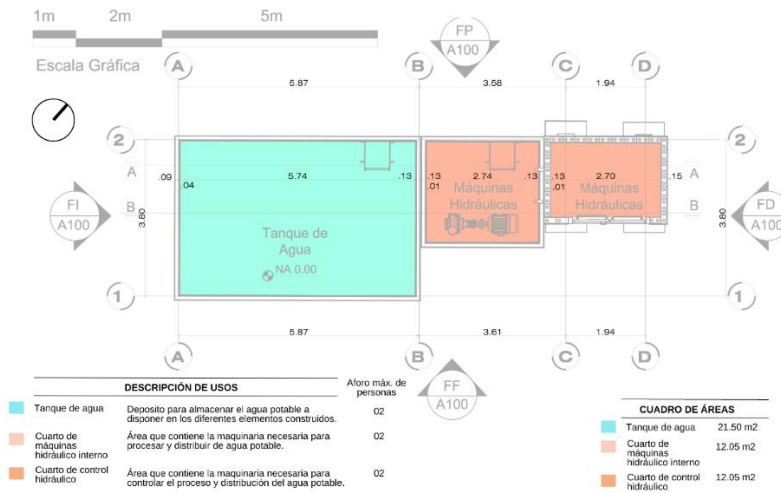 1m 2m 5m
Escala Gráfica
A B C D
FP
A100
5.87 3.58 1.94
2 2
A A
.09 .04 5.74 .13 .13 .01 2.74 .13 .13 .01 2.70 .15
Máquinas
Hidráulicas
Máquinas
Hidráulicas
FI
A100
B B
FD
A100
3.80 3.80
Tanque de
Agua
NA 0.00
1 1
5.87 3.61 1.94
A B C D
FF
A100
DESCRIPCIÓN DE USOS
Aforo máx. de
personas
Tanque de agua
Deposito para almacenar el agua potable a
disponer en los diferentes elementos construidos.
02
Cuarto de
máquinas
hidráulico interno
Área que contiene la maquinaria necesaria para
procesar y distribuir de agua potable.
02
Cuarto de control
hidráulico
Área que contiene la maquinaria necesaria para
controlar el proceso y distribución del agua potable.
02
CUADRO DE ÁREAS
Tanque de agua 21.50 m2
Cuarto de
máquinas
hidráulico interno
12.05 m2
Cuarto de control
hidráulico
12.05 m2